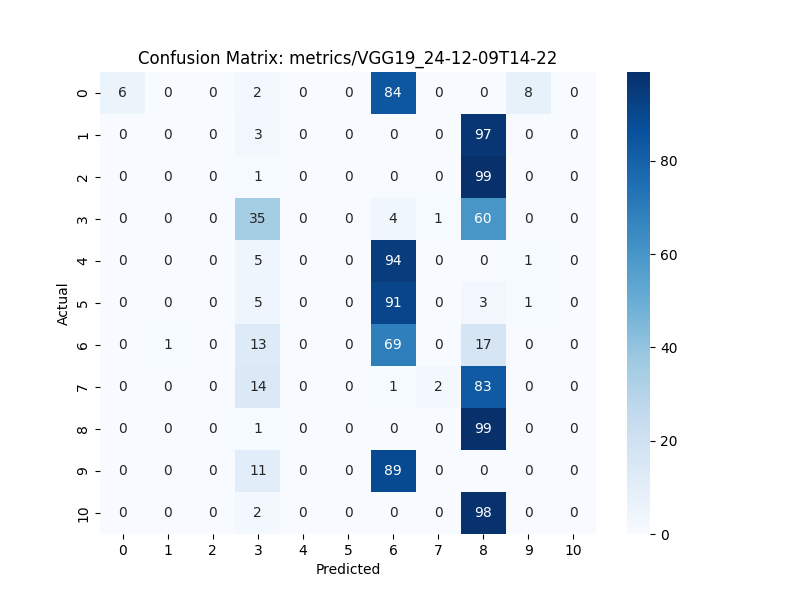 Confusion Matrix: metrics/VGG19_24-12-09T14-22
0 6 0 0 2 0 0 84 0 0 8 0
1 0 0 0 3 0 0 0 0 97 0 0
2 0 0 0 1 0 0 0 0 99 0 0
3 0 0 0 35 0 0 4 1 60 0 0
4 0 0 0 5 0 0 94 0 0 1 0
5 0 0 0 5 0 0 91 0 3 1 0
6 0 1 0 13 0 0 69 0 17 0 0
7 0 0 0 14 0 0 1 2 83 0 0
8 0 0 0 1 0 0 0 0 99 0 0
9 0 0 0 11 0 0 89 0 0 0 0
10 0 0 0 2 0 0 0 0 98 0 0
0 1 2 3 4 5 6 7 8 9 10
Predicted
Actual
80
60
40
20
0